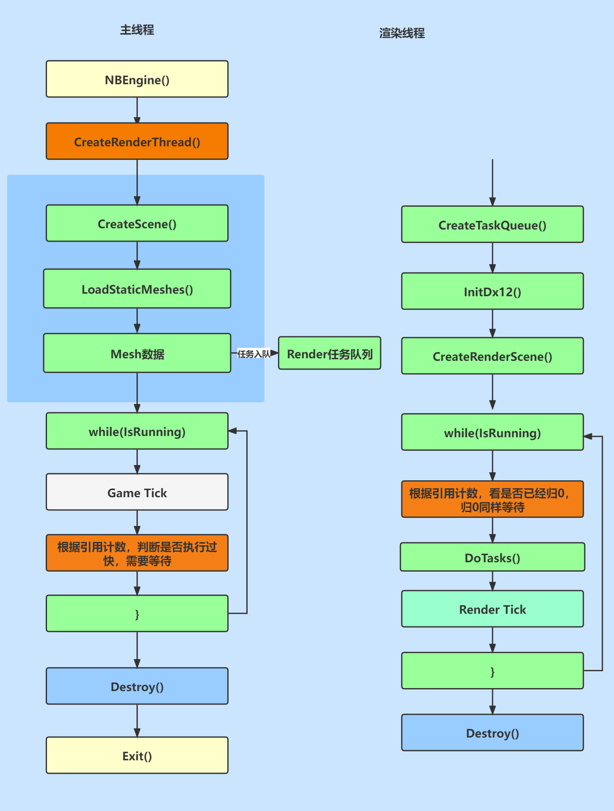 主线程
NBEngine()
CreateRenderThread()
CreateScene()
LoadStaticMeshes()
Mesh数据
任务入队
Render任务队列
while(IsRunning)
Game Tick
根据引用计数，判断是否执行过
快，需要等待
}
Destroy()
Exit()
渲染线程
CreateTaskQueue()
InitDx12()
CreateRenderScene()
while(IsRunning)
根据引用计数，看是否已经归0，
归0同样等待
DoTasks()
Render Tick
}
Destroy()